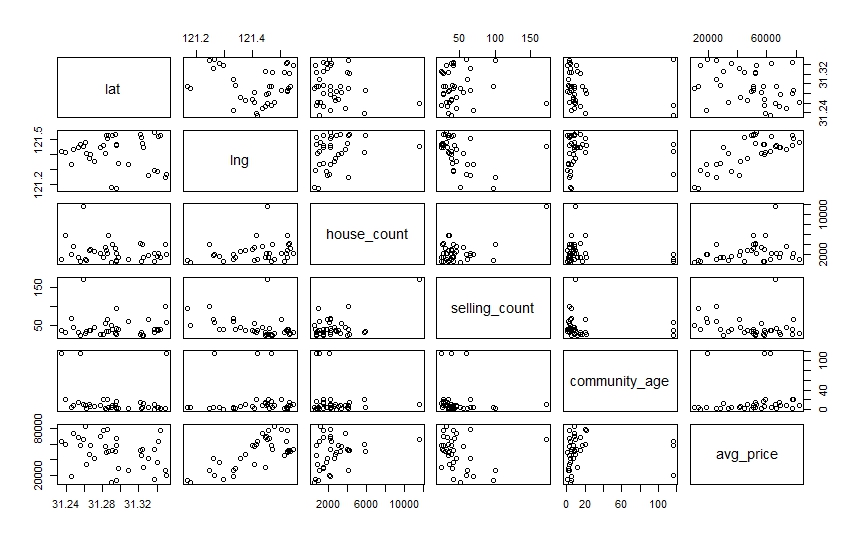 121.2 121.4 50 100 150 20000 60000
lat 31.24 31.32
121.2 121.5 lng
house_count 2000 10000
50 150 selling_count
community_age 0 40 100
20000 80000 avg_price
31.24 31.28 31.32 2000 6000 10000 0 20 60 100